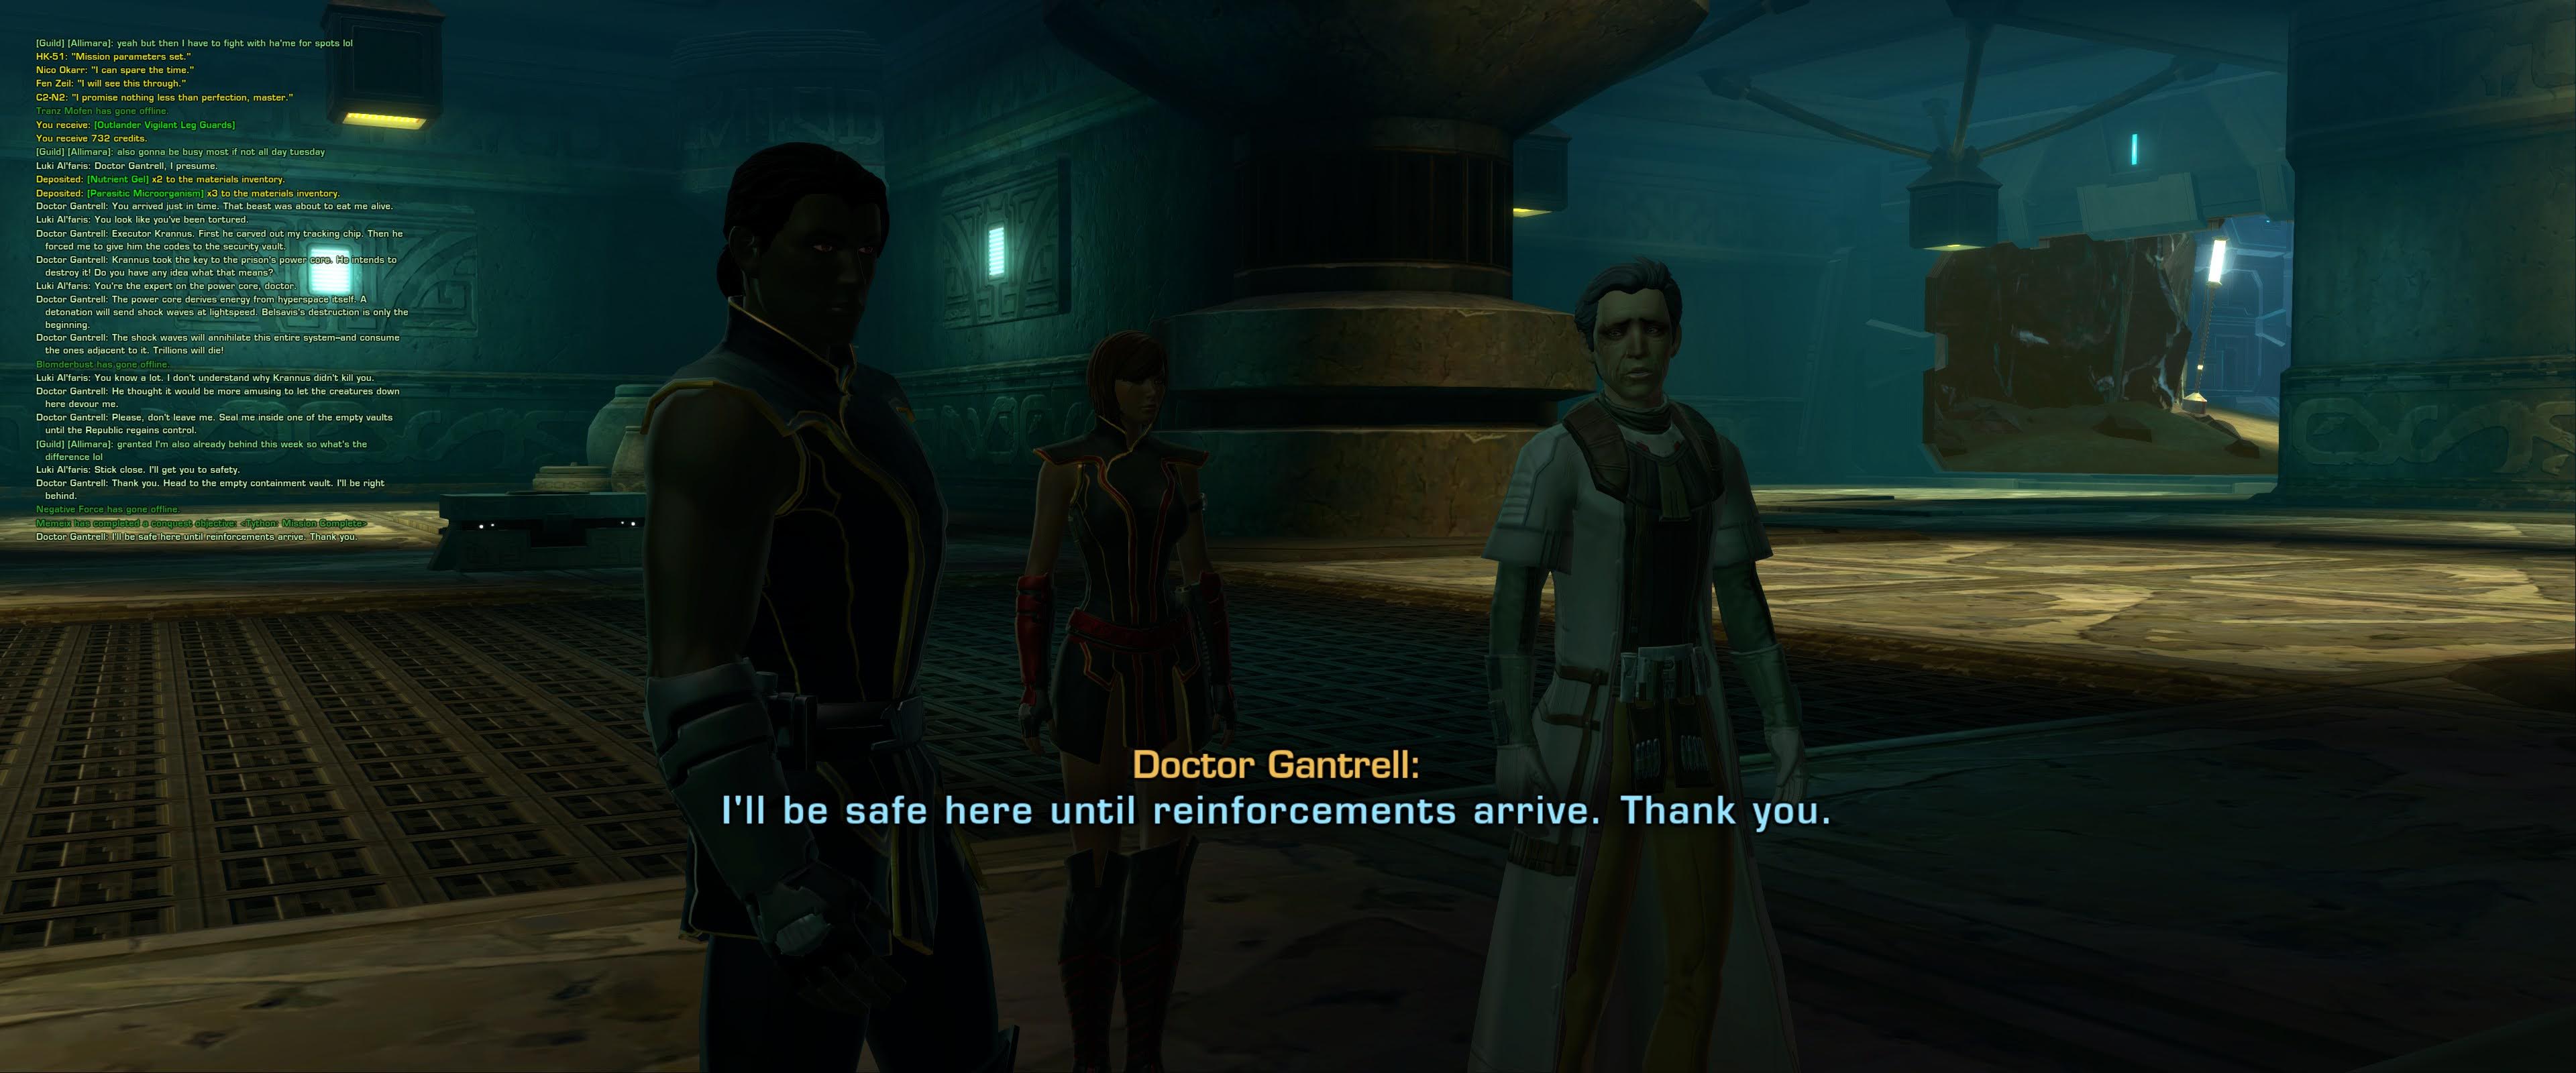 [Guild] [Allimara]: yeah but then I have to fight with ha'me for spots lol
HK-51: "Mission parameters set."
Nico Okarr: "I can spare the time."
Fen Zeil: "I will see this through."
C2-N2: "I promise nothing less than perfection, master."
Tranz Mofen has gone offline.
You receive: [Outlander Vigilant Leg Guards]
You receive 732 credits.
[Guild] [Allimara]: also gonna be busy most if not all day tuesday
Luki Al'faris: Doctor Gantrell, I presume.
Deposited: [Nutrient Gel] x2 to the materials inventory.
Deposited: [Parasitic Microorganism] x3 to the materials inventory.
Doctor Gantrell: You arrived just in time. That beast was about to eat me alive.
Luki Al'faris: You look like you've been tortured.
Doctor Gantrell: Executor Krannus. First he carved out my tracking chip. Then he
forced me to give him the codes to the security vault.
Doctor Gantrell: Krannus took the key to the prison's power core. He intends to
destroy it! Do you have any idea what that means?
Luki Al'faris: You're the expert on the power core, doctor.
Doctor Gantrell: The power core derives energy from hyperspace itself. A
detonation will send shock waves at lightspeed. Belsavis's destruction is only the
beginning.
Doctor Gantrell: The shock waves will annihilate this entire system–and consume
the ones adjacent to it. Trillions will die!
Blomderbust has gone offline.
Luki Al'faris: You know a lot. I don't understand why Krannus didn't kill you.
Doctor Gantrell: He thought it would be more amusing to let the creatures down
here devour me.
Doctor Gantrell: Please, don't leave me. Seal me inside one of the empty vaults
until the Republic regains control.
[Guild] [Allimara]: granted I'm also already behind this week so what's the
difference lol
Luki Al'faris: Stick close. I'll get you to safety.
Doctor Gantrell: Thank you. Head to the empty containment vault. I'll be right
behind.
Negative Force has gone offline.
Memeix has completed a conquest objective: <Tython: Mission Complete>
Doctor Gantrell: I'll be safe here until reinforcements arrive. Thank you.
Doctor Gantrell:
I'll be safe here until reinforcements arrive. Thank you.